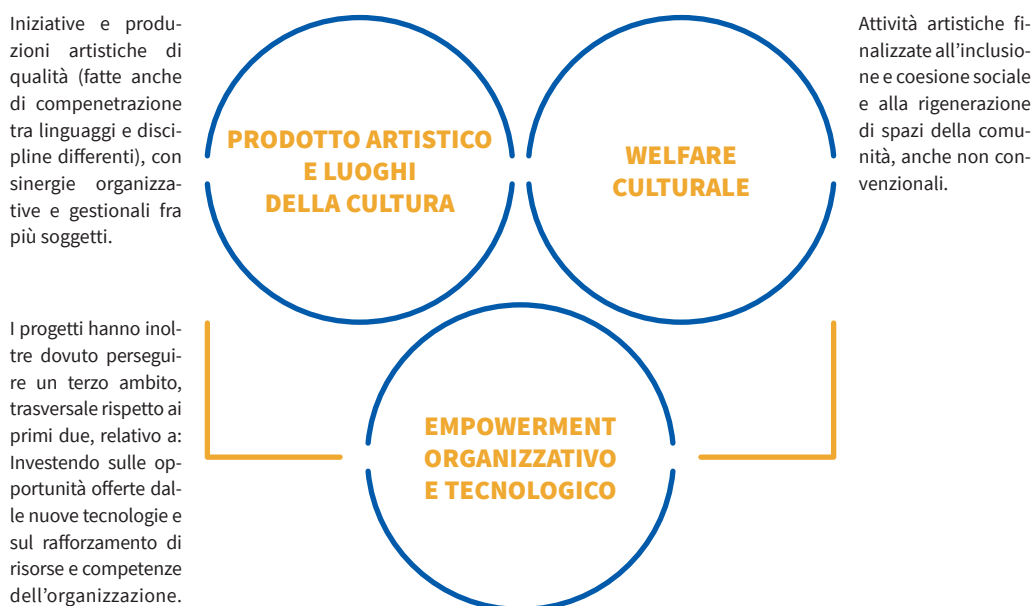 Iniziative e produ-
zioni artistiche di
qualità (fatte anche
di compenetrazione
tra linguaggi e disci-
pline differenti), con
sinergie organizza-
tive e gestionali fra
più soggetti.
PRODOTTO ARTISTICO
E LUOGHI
DELLA CULTURA
WELFARE
CULTURALE
Attività artistiche fi-
nalizzate all’inclusio-
ne e coesione sociale
e alla rigenerazione
di spazi della comu-
nità, anche non con-
venzionali.
I progetti hanno inol-
tre dovuto persegui-
re un terzo ambito,
trasversale rispetto ai
primi due, relativo a:
Investendo sulle op-
portunità offerte dal-
le nuove tecnologie e
sul rafforzamento di
risorse e competenze
dell’organizzazione.
EMPOWERMENT
ORGANIZZATIVO
E TECNOLOGICO